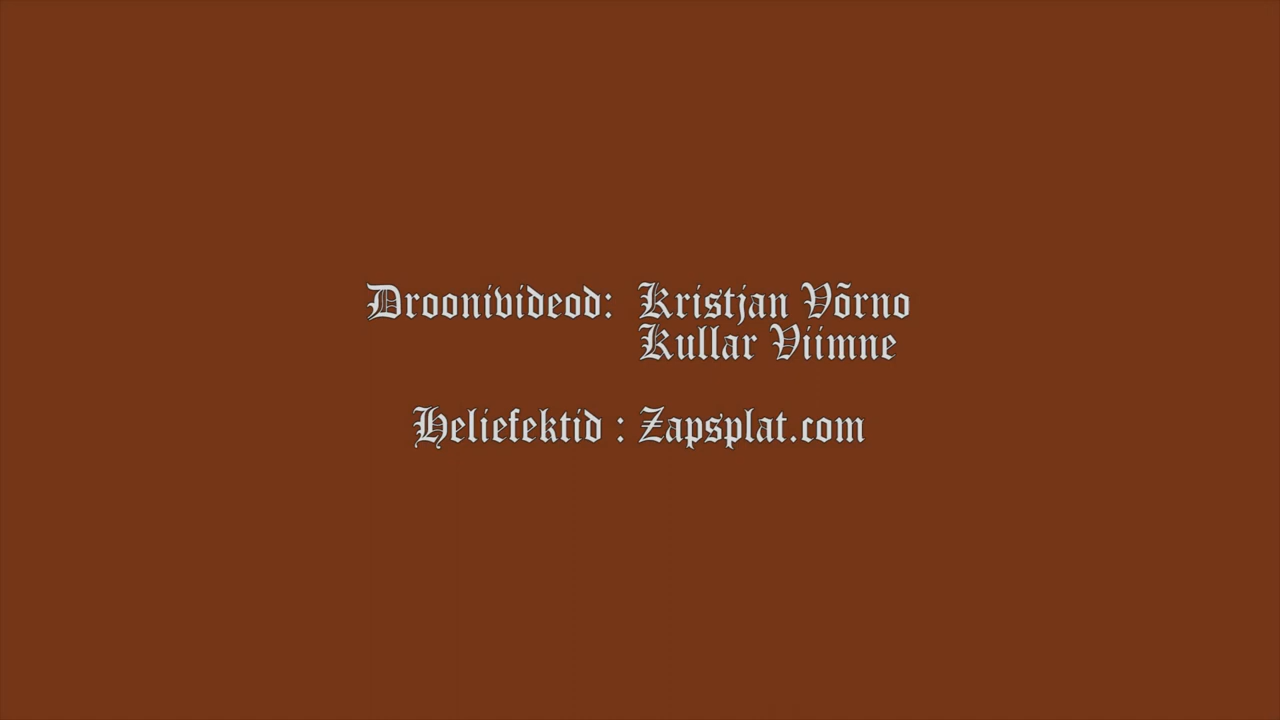 Droonivideod: Kristjan Võrno
Kullar Viimne
Heliefektid : Zapsplat.com